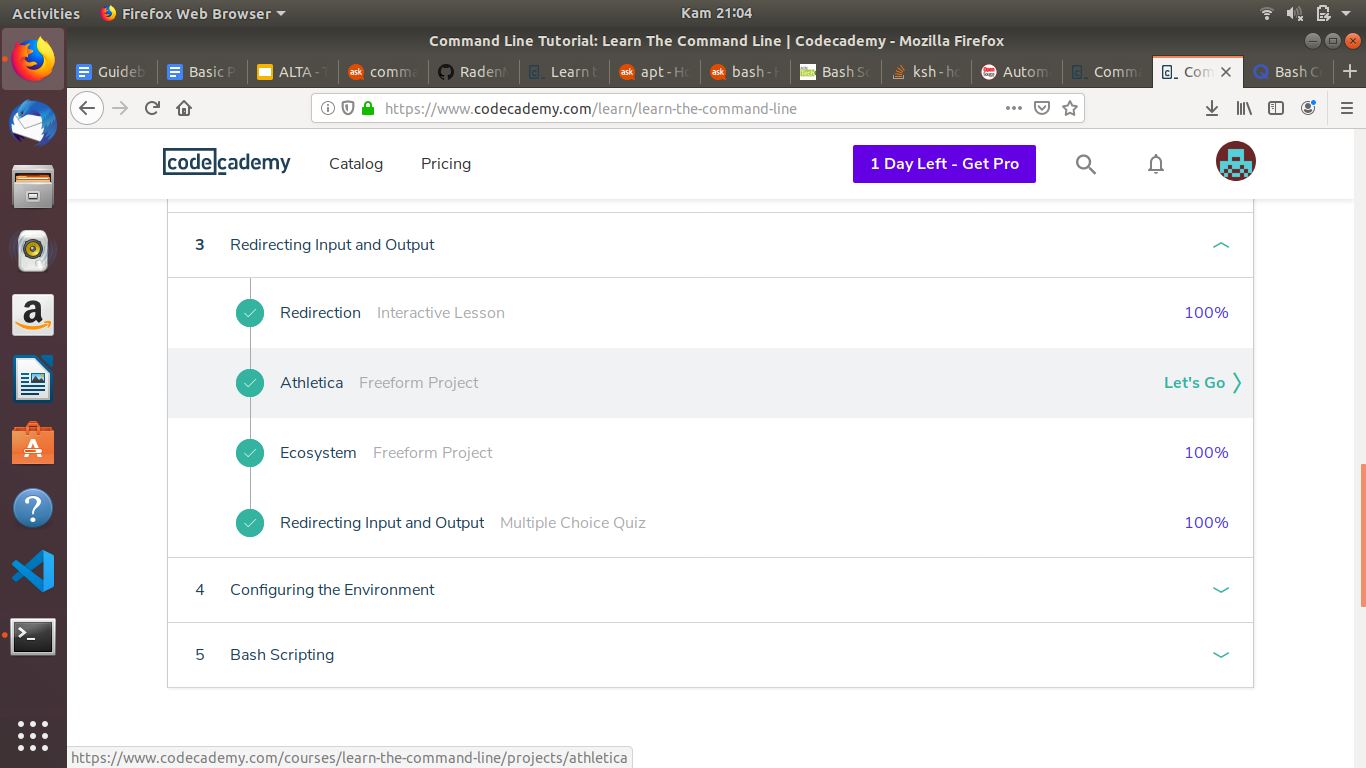 Activities Firefox Web Browser Kam 21:04
Command Line Tutorial: Learn The Command Line | Codecademy - Mozilla Firefox
Guideb Basic P ALTA - T comma RadenM Learn t apt - Ho bash - H Bash Sc ksh - ho Autom Comma Com Bash Co
https://www.codecademy.com/learn/learn-the-command-line
codecademy Catalog Pricing 1 Day Left - Get Pro
3 Redirecting Input and Output
Redirection Interactive Lesson 100%
Athletica Freeform Project Let's Go
Ecosystem Freeform Project 100%
Redirecting Input and Output Multiple Choice Quiz 100%
4 Configuring the Environment
5 Bash Scripting
https://www.codecademy.com/courses/learn-the-command-line/projects/athletica